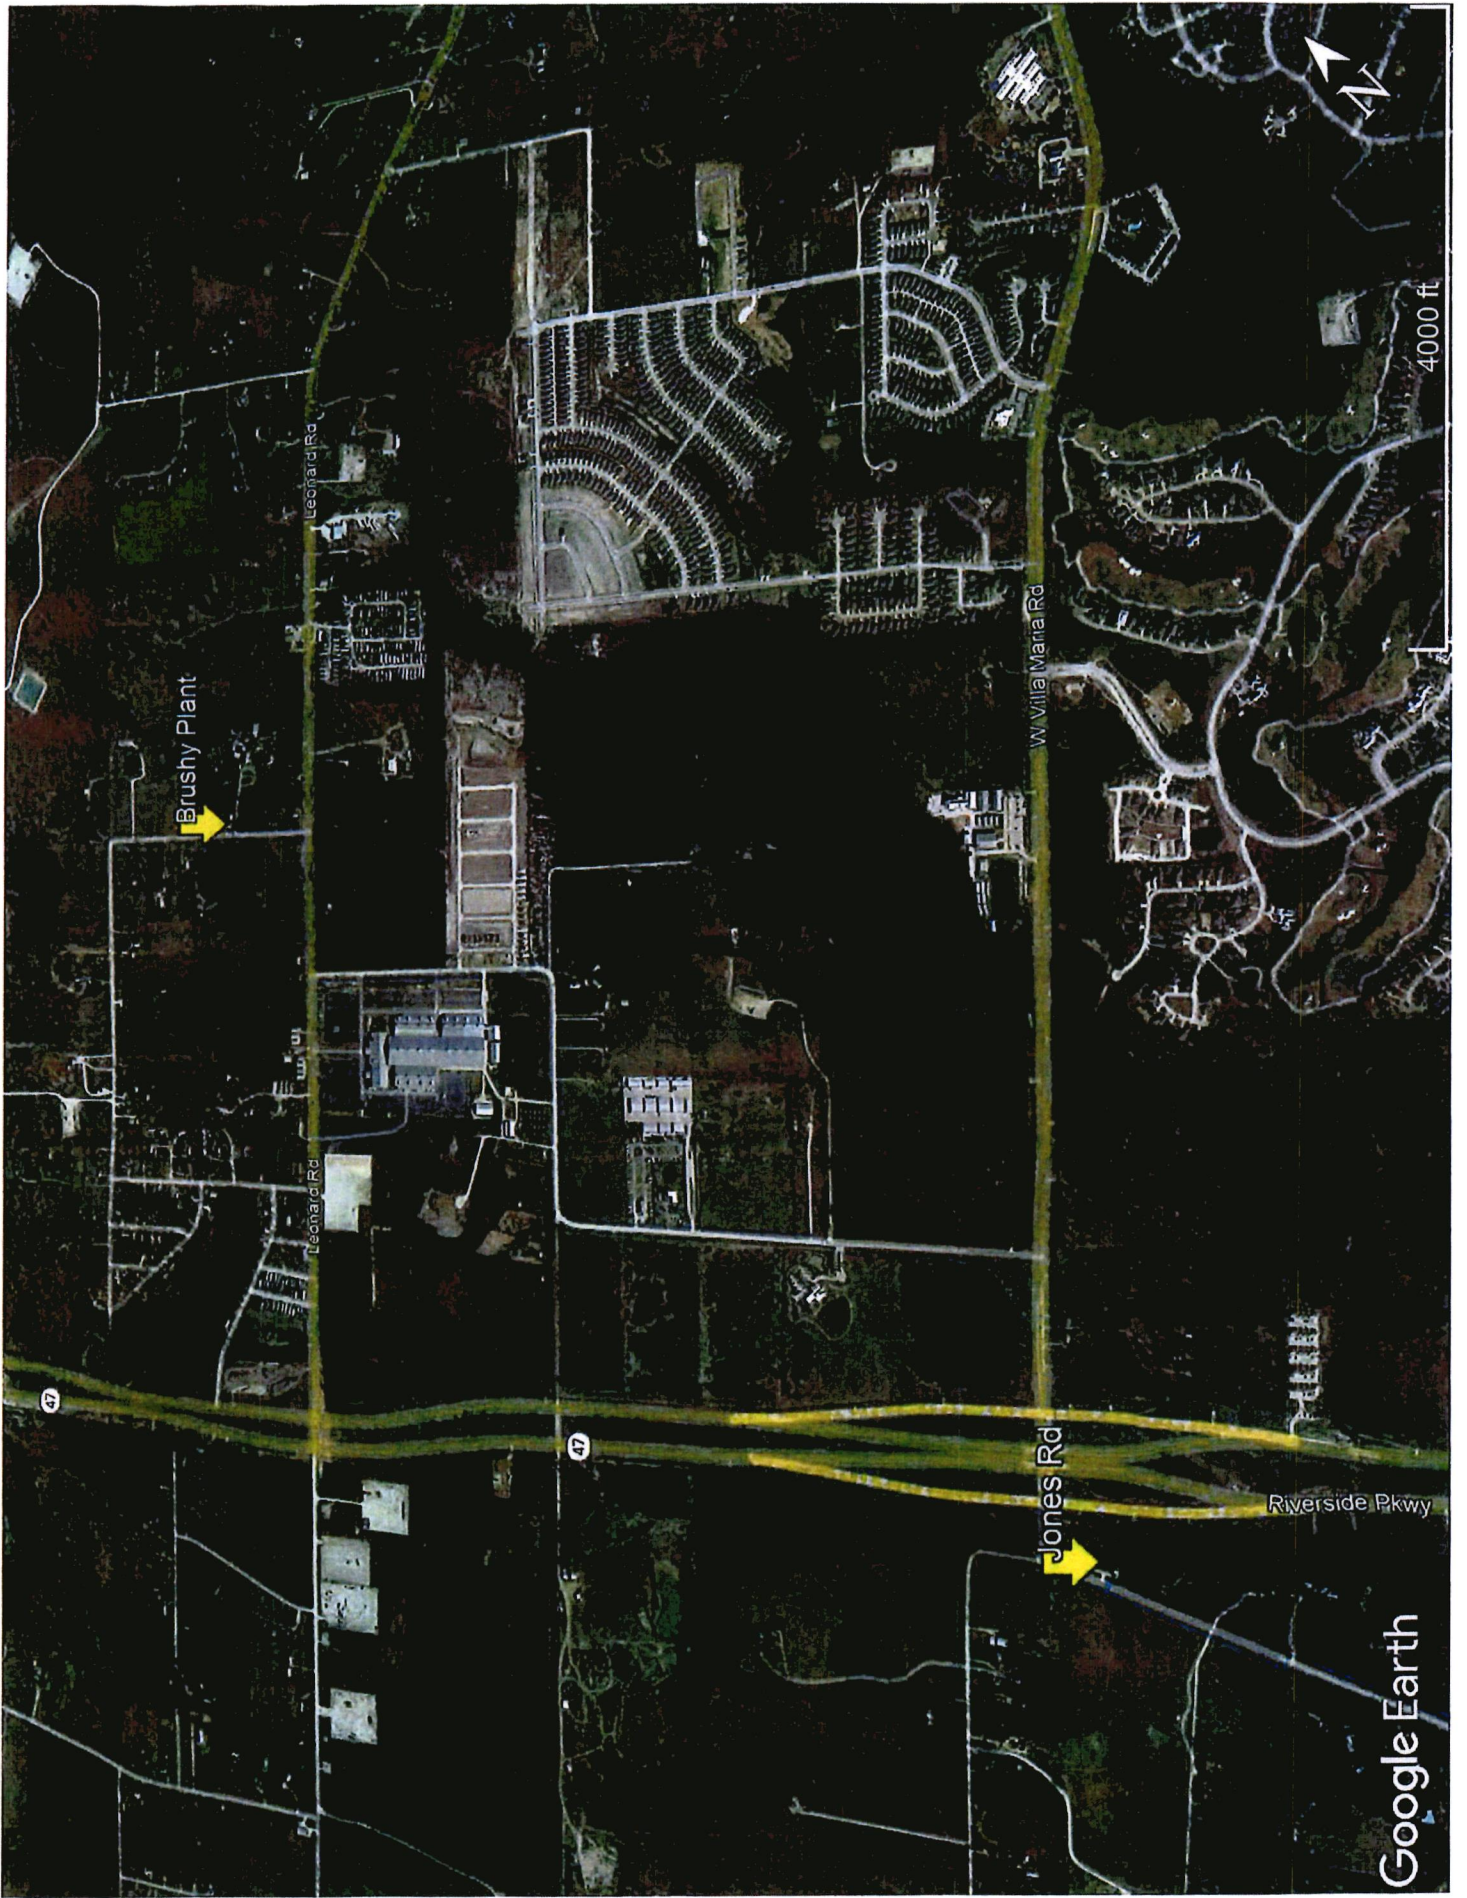 Brushy Plant
Leonard Rd
Leonard Rd
W Villa Maria Rd
47
47
Jones Rd
Riverside Pkwy
N
4000 ft
Google Earth